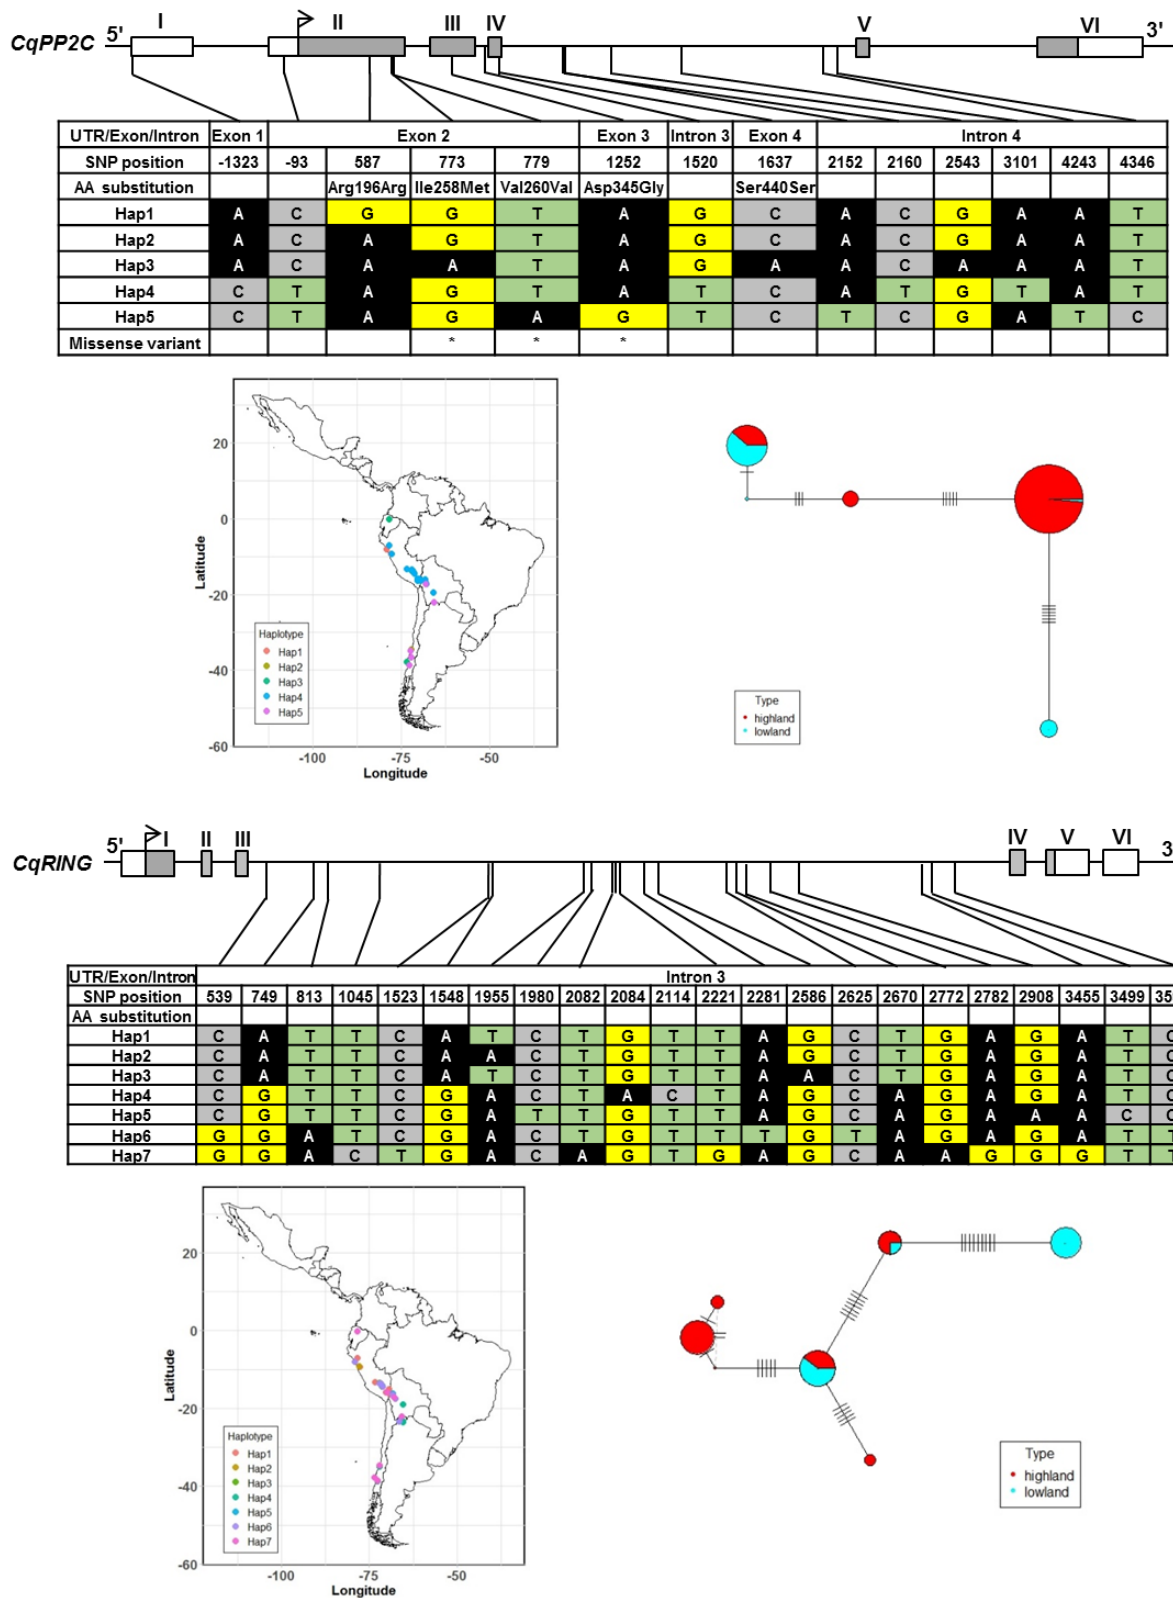 I II III IV V VI
CqPP2C 5' 3'
UTR/Exon/Intron Exon 1 Exon 2 Exon 3 Intron 3 Exon 4 Intron 4
SNP position -1323 -93 587 773 779 1252 1520 1637 2152 2160 2543 3101 4243 4346
AA substitution Arg196Arg Ile258Met Val260Val Asp345Gly Ser440Ser
Hap1 A C G G T A G C A C G A A T
Hap2 A C A G T A G C A C G A A T
Hap3 A C A A T A G A A C A A A T
Hap4 C T A G T A T C A T G T A T
Hap5 C T A G A G T C T C G A T C
Missense variant * * *
20
0
-20
-40
-60
Latitude
-100 -75 -50
Longitude
Haplotype
Hap1
Hap2
Hap3
Hap4
Hap5
Type
highland
lowland
I II III IV V VI
CqRING 5' 3
UTR/Exon/Intron Intron 3
SNP position 539 749 813 1045 1523 1548 1955 1980 2082 2084 2114 2221 2281 2586 2625 2670 2772 2782 2908 3455 3499 38
AA substitution
Hap1 C A T T C A T C T G T T A G C T G A G A T C
Hap2 C A T T C A A C T G T T A G C T G A G A T C
Hap3 C A T T C A T C T G T T A A C T G A G A T C
Hap4 C G T T C G A C T A C T A G C A G A G A T C
Hap5 C G T T C G A T T G T T A G C A G A A A C C
Hap6 G G A T C G A C T G T T T G T A G A G A T T
Hap7 G G A C T G A C A G T G A G C A A G G G T T
20
0
-20
-40
-60
Latitude
-100 -75 -50
Longitude
Haplotype
Hap1
Hap2
Hap3
Hap4
Hap5
Hap6
Hap7
Type
highland
lowland